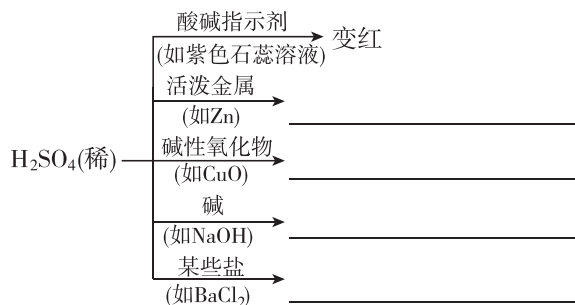 酸碱指示剂
(如紫色石蕊溶液)
变红
活泼金属
(如Zn)
H₂SO₄(稀)
碱性氧化物
(如CuO)
碱
(如NaOH)
某些盐
(如BaCl₂)